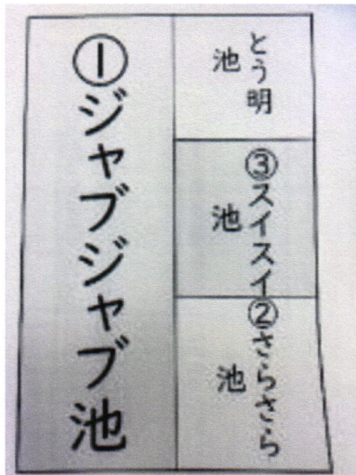 とう明
池
③スイスイ
池
②さらさら
池
①ジャブジャブ池